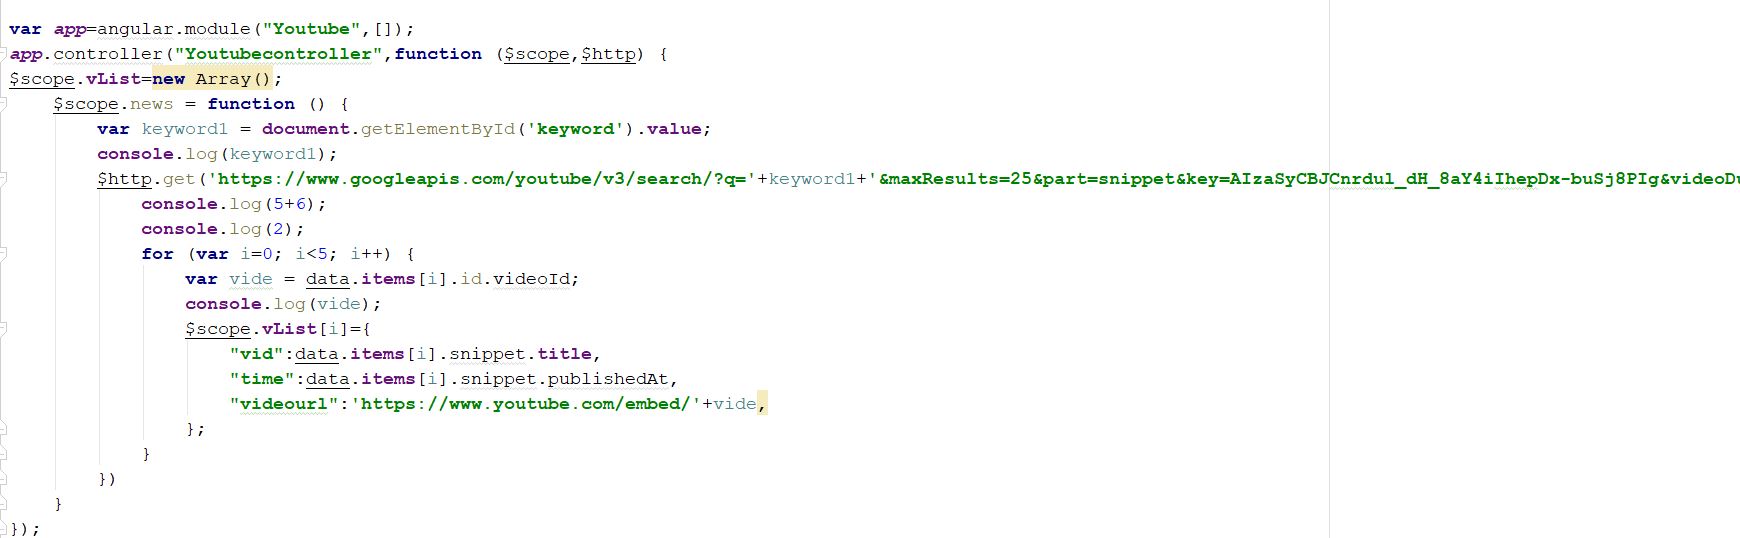 var app=angular.module("Youtube",[]);
app.controller("Youtubecontroller",function ($scope,$http) {
$scope.vList=new Array();
$scope.news = function () {
var keyword1 = document.getElementById('keyword').value;
console.log(keyword1);
$http.get('https://www.googleapis.com/youtube/v3/search/?q='+keyword1+'&maxResults=25&part=snippet&key=AIzaSyCBJCnrdul_dH_8aY4iIhepDx-buSj8PIg&videoDu
console.log(5+6);
console.log(2);
for (var i=0; i<5; i++) {
var vide = data.items[i].id.videoId;
console.log(vide);
$scope.vList[i]={
"vid":data.items[i].snippet.title,
"time":data.items[i].snippet.publishedAt,
"videourl":'https://www.youtube.com/embed/'+vide,
};
}
})
}
});